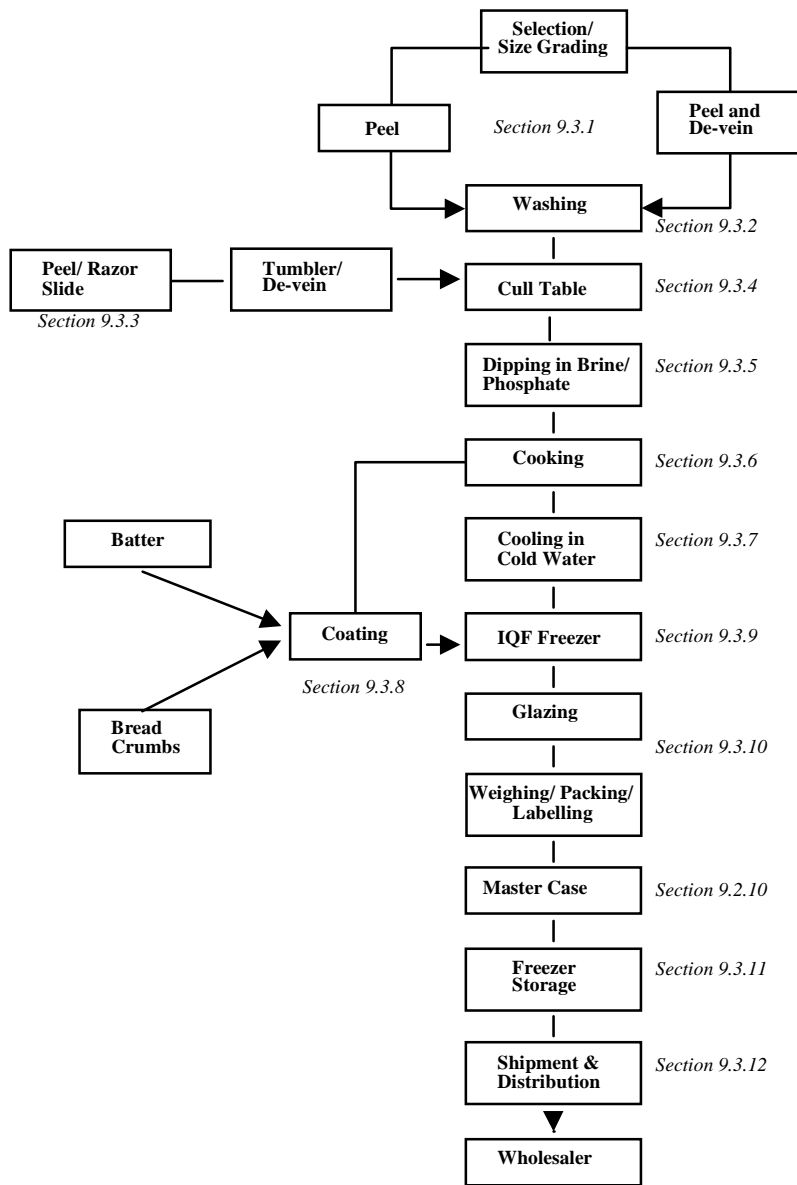 Selection/
Size Grading
Peel
Section 9.3.1
Peel and
De-vein
Washing
Section 9.3.2
Peel/ Razor
Slide
Section 9.3.3
Tumbler/
De-vein
Cull Table
Section 9.3.4
Dipping in Brine/
Phosphate
Section 9.3.5
Cooking
Section 9.3.6
Batter
Cooling in
Cold Water
Section 9.3.7
Coating
Section 9.3.8
IQF Freezer
Section 9.3.9
Bread
Crumbs
Glazing
Section 9.3.10
Weighing/ Packing/
Labelling
Master Case
Section 9.2.10
Freezer
Storage
Section 9.3.11
Shipment &
Distribution
Section 9.3.12
Wholesaler